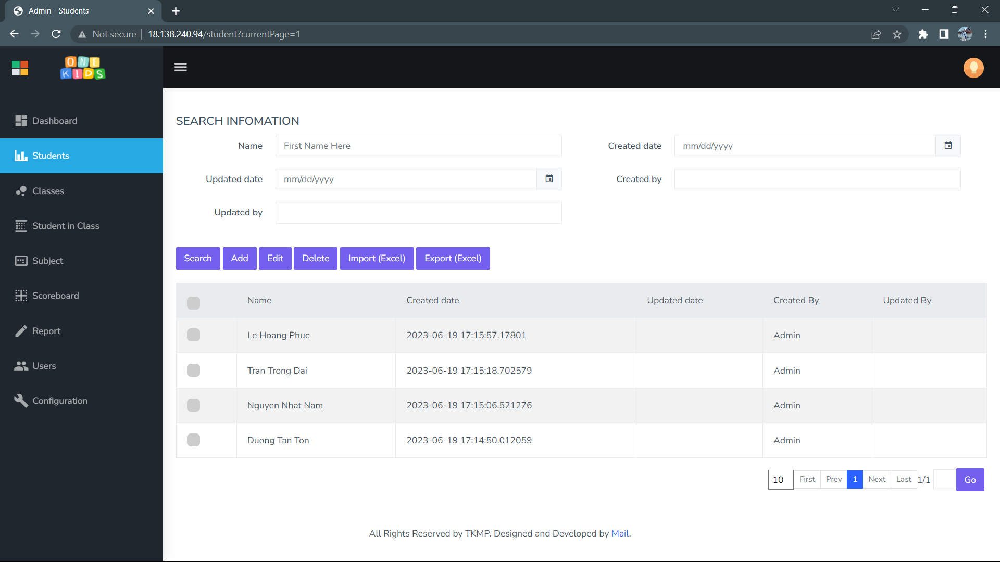 Admin - Students
Not secure 18.138.240.94/student?currentPage=1
ONE
KIDS
Dashboard
Students
Classes
Student in Class
Subject
Scoreboard
Report
Users
Configuration
SEARCH INFOMATION
Name First Name Here Created date mm/dd/yyyy
Updated date mm/dd/yyyy Created by
Updated by
Search Add Edit Delete Import (Excel) Export (Excel)
Name Created date Updated date Created By Updated By
Le Hoang Phuc 2023-06-19 17:15:57.17801 Admin
Tran Trong Dai 2023-06-19 17:15:18.702579 Admin
Nguyen Nhat Nam 2023-06-19 17:15:06.521276 Admin
Duong Tan Ton 2023-06-19 17:14:50.012059 Admin
10 First Prev 1 Next Last 1/1 Go
All Rights Reserved by TKMP. Designed and Developed by Mail.